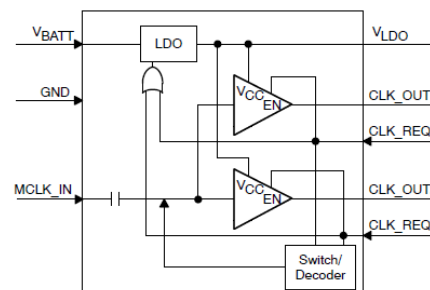 VBATT
LDO
VLDO
GND
VCC
EN
CLK_OUT
CLK_REQ
MCLK_IN
VCC
EN
CLK_OUT
CLK_REQ
Switch/
Decoder